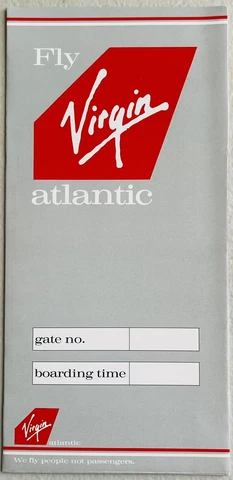 Fly
Virgin
atlantic
gate no.
boarding time
Virgin
atlantic
We fly people not passengers.